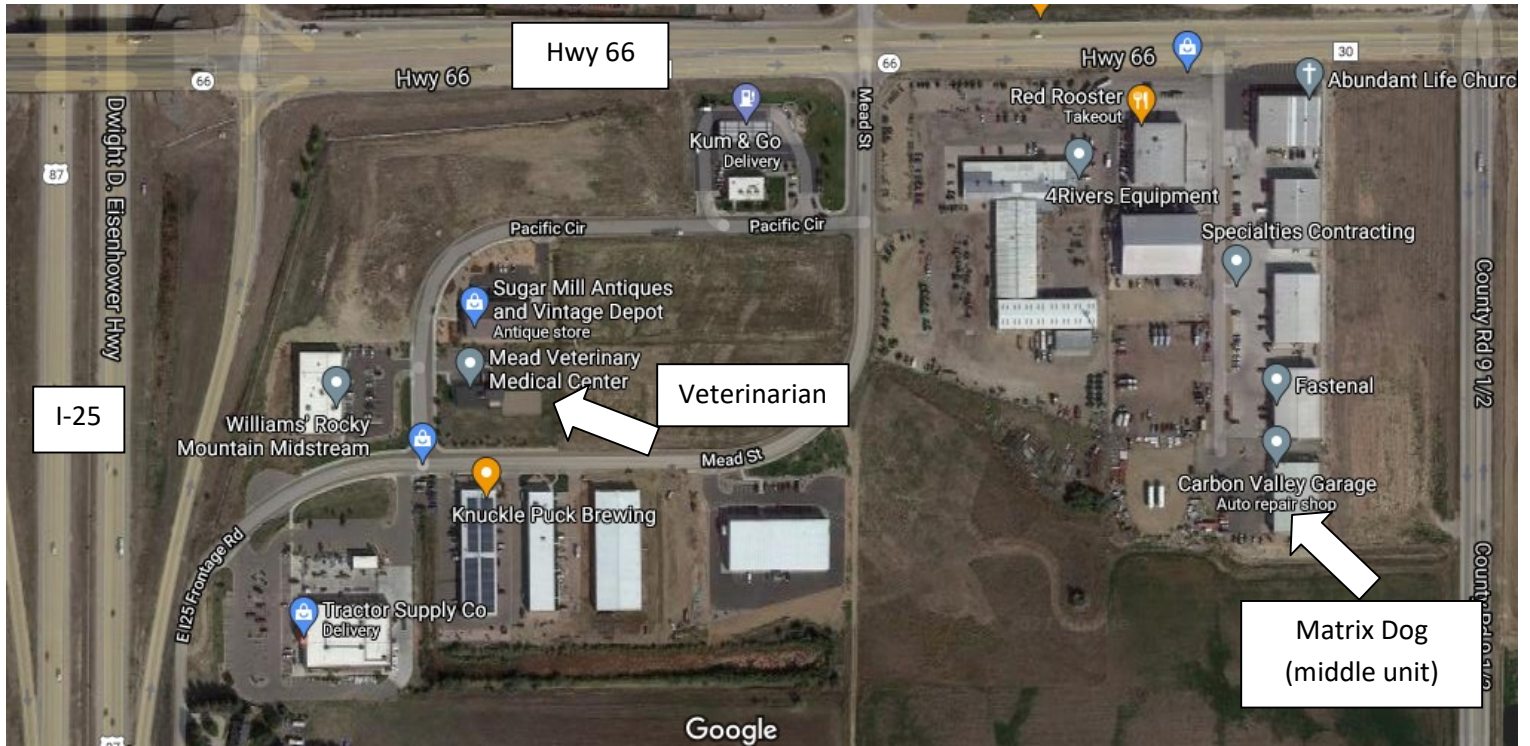 Hwy 66
Hwy 66
Hwy 66
66
66
30
Abundant Life Churc
Red Rooster
Takeout
Kum & Go
Delivery
4Rivers Equipment
Mead St
87
Dwight D. Eisenhower Hwy
Pacific Cir
Pacific Cir
Specialties Contracting
Sugar Mill Antiques
and Vintage Depot
Antique store
Mead Veterinary
Medical Center
Veterinarian
County Rd 9 1/2
Fastenal
I-25
Williams' Rocky
Mountain Midstream
Mead St
Knuckle Puck Brewing
Carbon Valley Garage
Auto repair shop
E I25 Frontage Rd
Tractor Supply Co
Delivery
Matrix Dog
(middle unit)
Google
87